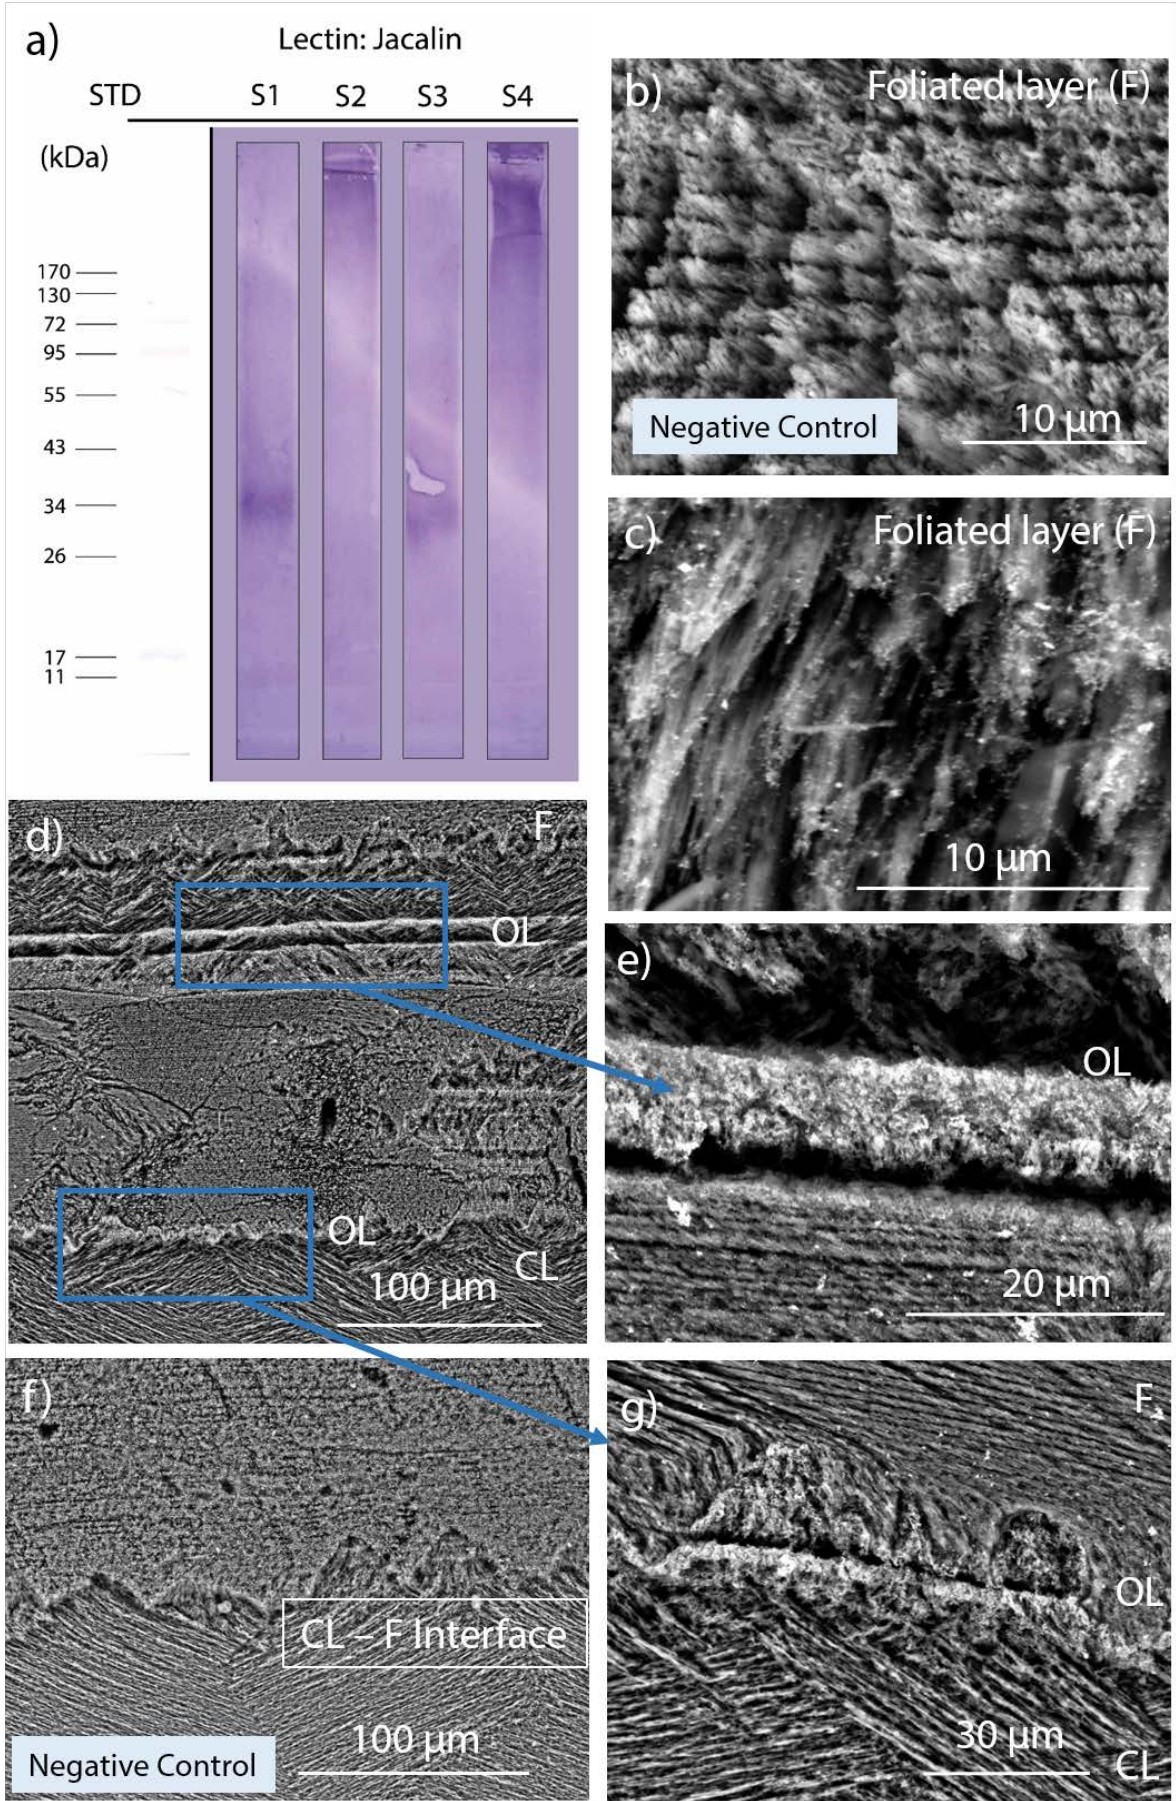 a)
Lectin: Jacalin
STD S1 S2 S3 S4
(kDa)
170
130
72
95
55
43
34
26
17
11
b)
Foliated layer (F)
Negative Control
10 µm
c)
Foliated layer (F)
10 µm
d)
F
OL
OL
CL
100 µm
e)
OL
20 µm
f)
CL – F Interface
100 µm
Negative Control
g)
F
OL
30 µm
CL